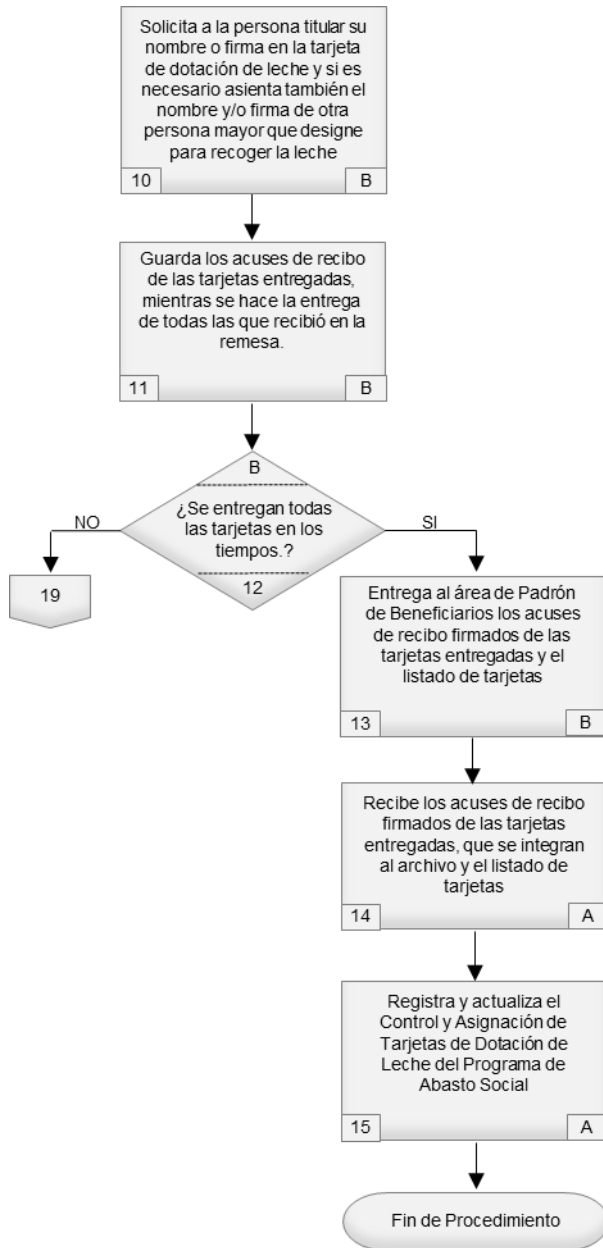 Solicita a la persona titular su
nombre o firma en la tarjeta
de dotación de leche y si es
necesario asienta también el
nombre y/o firma de otra
persona mayor que designe
para recoger la leche
10
B
Guarda los acuses de recibo
de las tarjetas entregadas,
mientras se hace la entrega
de todas las que recibió en la
remesa.
11
B
B
¿Se entregan todas
las tarjetas en los
tiempos.?
12
NO
SI
19
Entrega al área de Padrón
de Beneficiarios los acuses
de recibo firmados de las
tarjetas entregadas y el
listado de tarjetas
13
B
Recibe los acuses de recibo
firmados de las tarjetas
entregadas, que se integran
al archivo y el listado de
tarjetas
14
A
Registra y actualiza el
Control y Asignación de
Tarjetas de Dotación de
Leche del Programa de
Abasto Social
15
A
Fin de Procedimiento